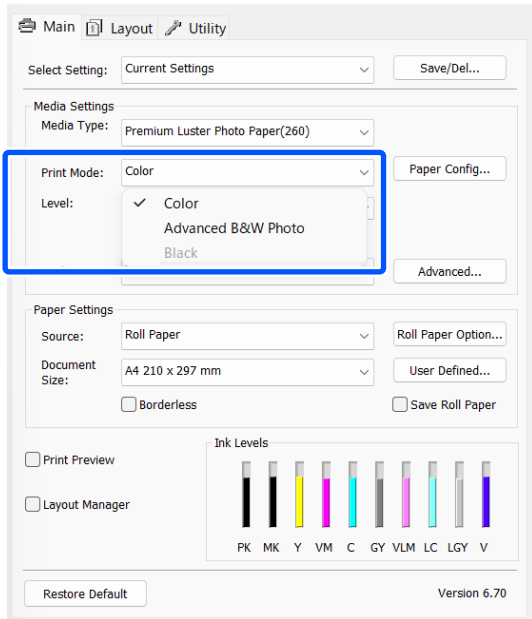 Main Layout Utility
Select Setting: Current Settings Save/Del...
Media Settings
Media Type: Premium Luster Photo Paper(260)
Print Mode: Color Paper Config...
Level: Color
Advanced B&W Photo
Black
Advanced...
Paper Settings
Source: Roll Paper Roll Paper Option...
Document
Size: A4 210 x 297 mm User Defined...
Borderless Save Roll Paper
Ink Levels
Print Preview
Layout Manager
PK MK Y VM C GY VLM LC LGY V
Restore Default Version 6.70